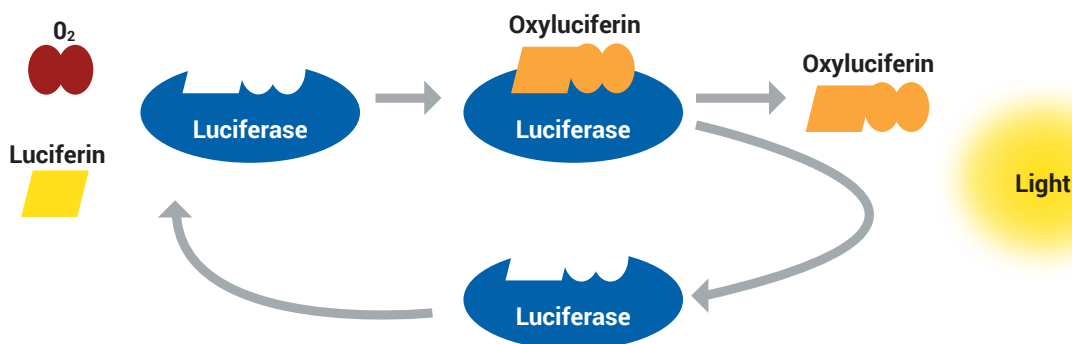 O₂
Oxyluciferin
Oxyluciferin
Luciferase
Luciferase
Luciferin
Light
Luciferase